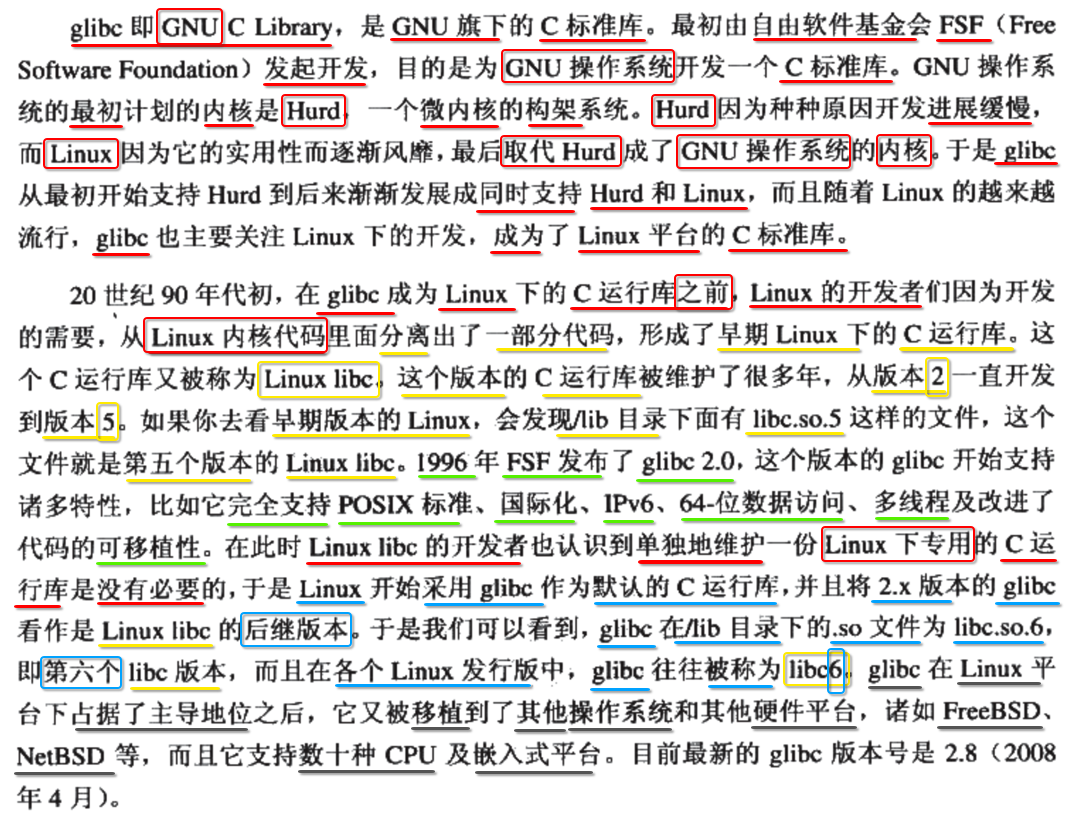 glibc 即 GNU C Library，是 GNU 旗下的 C 标准库。最初由自由软件基金会 FSF（Free
Software Foundation）发起开发，目的是为 GNU 操作系统开发一个 C 标准库。GNU 操作系
统的最初计划的内核是 Hurd，一个微内核的构架系统。Hurd 因为种种原因开发进展缓慢，
而 Linux 因为它的实用性而逐渐风靡，最后取代 Hurd 成了 GNU 操作系统的内核。于是 glibc
从最初开始支持 Hurd 到后来渐渐发展成同时支持 Hurd 和 Linux，而且随着 Linux 的越来越
流行，glibc 也主要关注 Linux 下的开发，成为了 Linux 平台的 C 标准库。
20 世纪 90 年代初，在 glibc 成为 Linux 下的 C 运行库之前，Linux 的开发者们因为开发
的需要，从 Linux 内核代码里面分离出了一部分代码，形成了早期 Linux 下的 C 运行库。这
个 C 运行库又被称为 Linux libc。这个版本的 C 运行库被维护了很多年，从版本 2 一直开发
到版本 5。如果你去看早期版本的 Linux，会发现/lib 目录下面有 libc.so.5 这样的文件，这个
文件就是第五个版本的 Linux libc。1996 年 FSF 发布了 glibc 2.0，这个版本的 glibc 开始支持
诸多特性，比如它完全支持 POSIX 标准、国际化、IPv6、64-位数据访问、多线程及改进了
代码的可移植性。在此时 Linux libc 的开发者也认识到单独地维护一份 Linux 下专用的 C 运
行库是没有必要的，于是 Linux 开始采用 glibc 作为默认的 C 运行库，并且将 2.x 版本的 glibc
看作是 Linux libc 的后继版本。于是我们可以看到，glibc 在/lib 目录下的.so 文件为 libc.so.6，
即第六个 libc 版本，而且在各个 Linux 发行版中，glibc 往往被称为 libc6。glibc 在 Linux 平
台下占据了主导地位之后，它又被移植到了其他操作系统和其他硬件平台，诸如 FreeBSD、
NetBSD 等，而且它支持数十种 CPU 及嵌入式平台。目前最新的 glibc 版本号是 2.8（2008
年 4 月）。